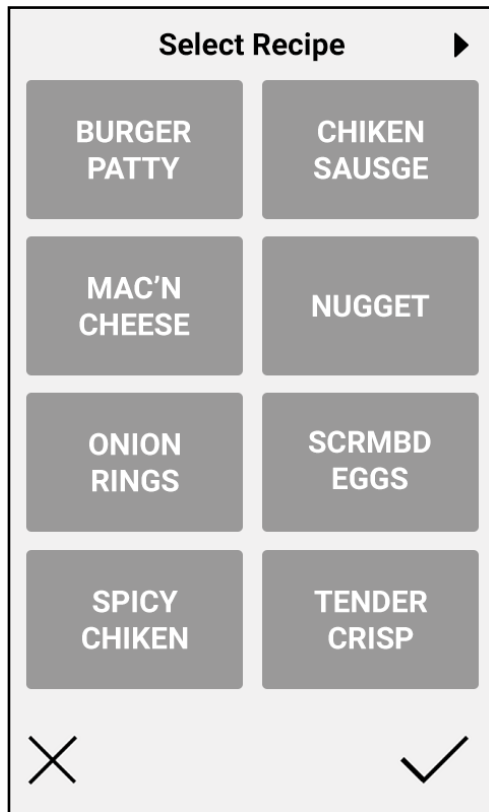 Select Recipe
BURGER
PATTY
CHIKEN
SAUSGE
MAC’N
CHEESE
NUGGET
ONION
RINGS
SCRMBD
EGGS
SPICY
CHIKEN
TENDER
CRISP